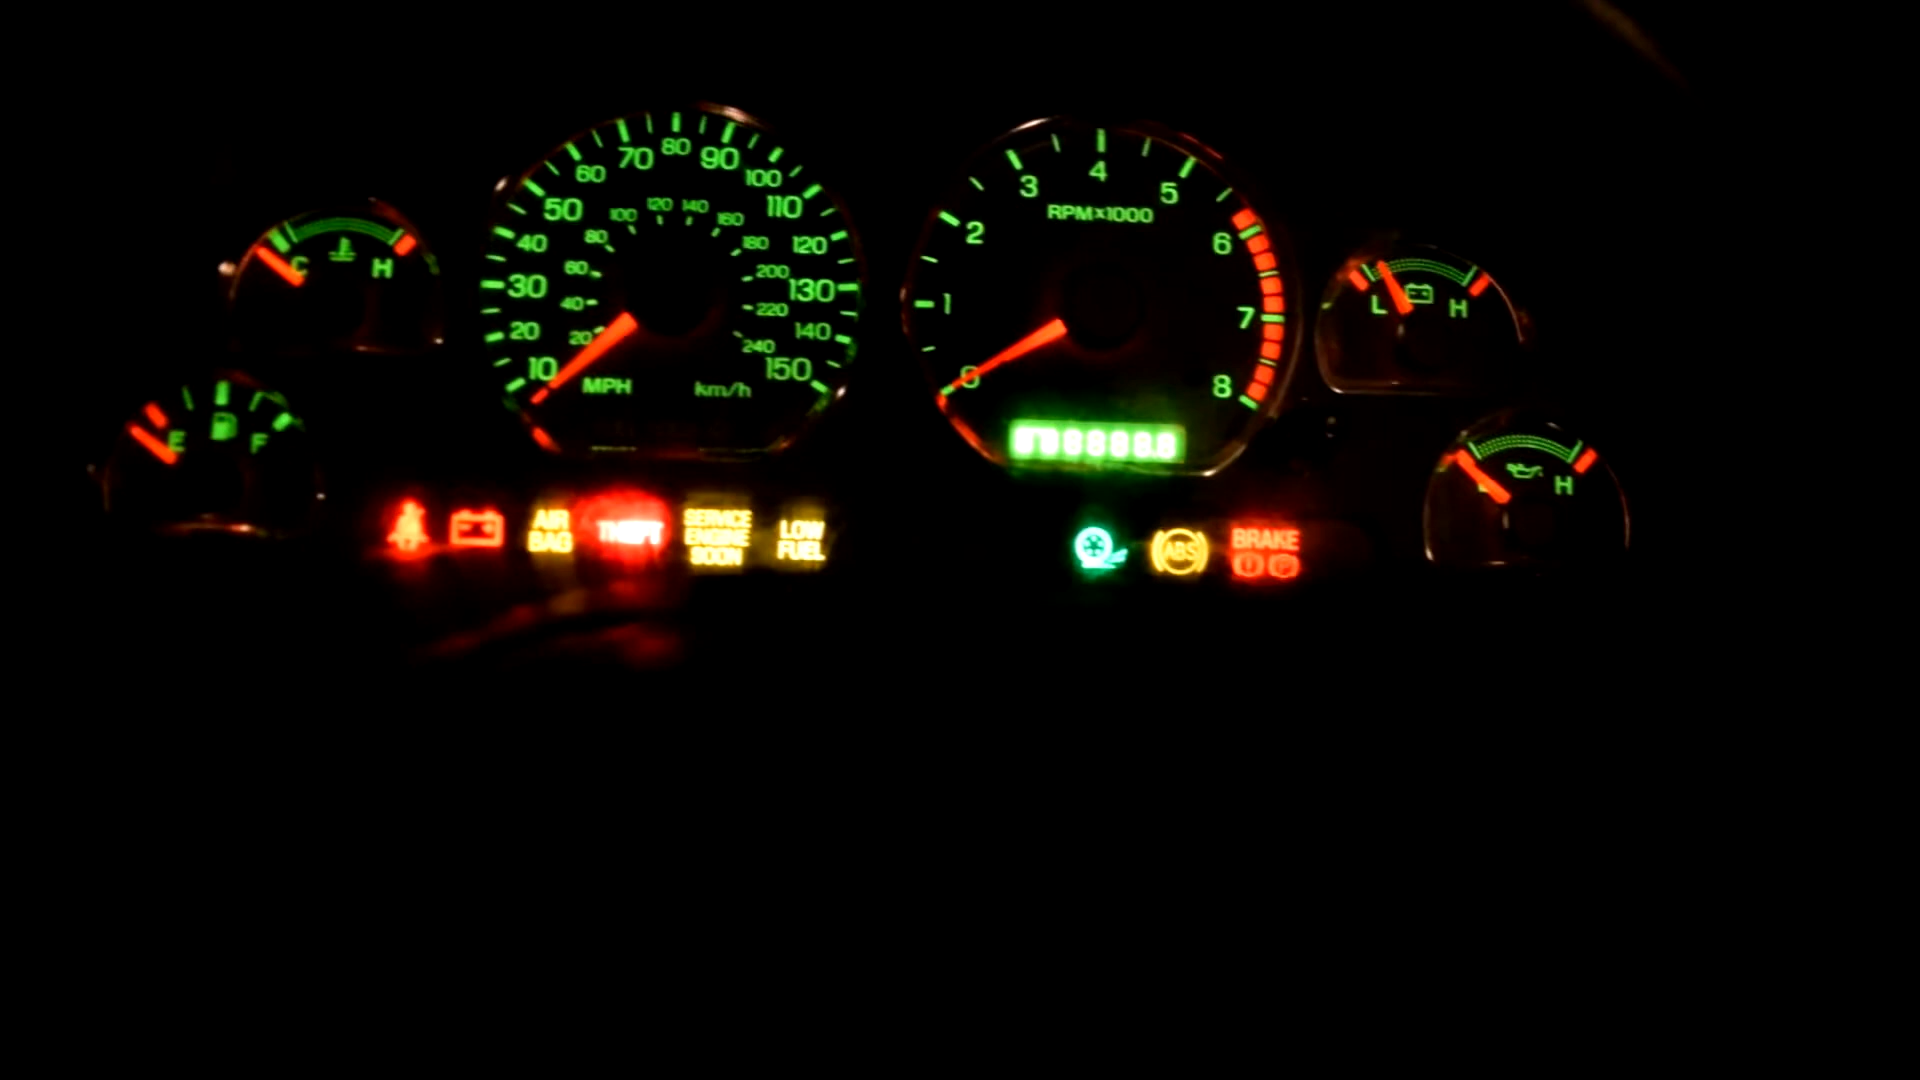 10 20 30 40 50 60 70 80 90 100 110 120 130 140 150
20 40 60 80 100 120 140 160 180 200 220 240
MPH km/h
0 1 2 3 4 5 6 7 8
RPM×1000
C H
E F
L H
H
AIR
BAG
THEFT
SERVICE
ENGINE
SOON
LOW
FUEL
ABS
BRAKE